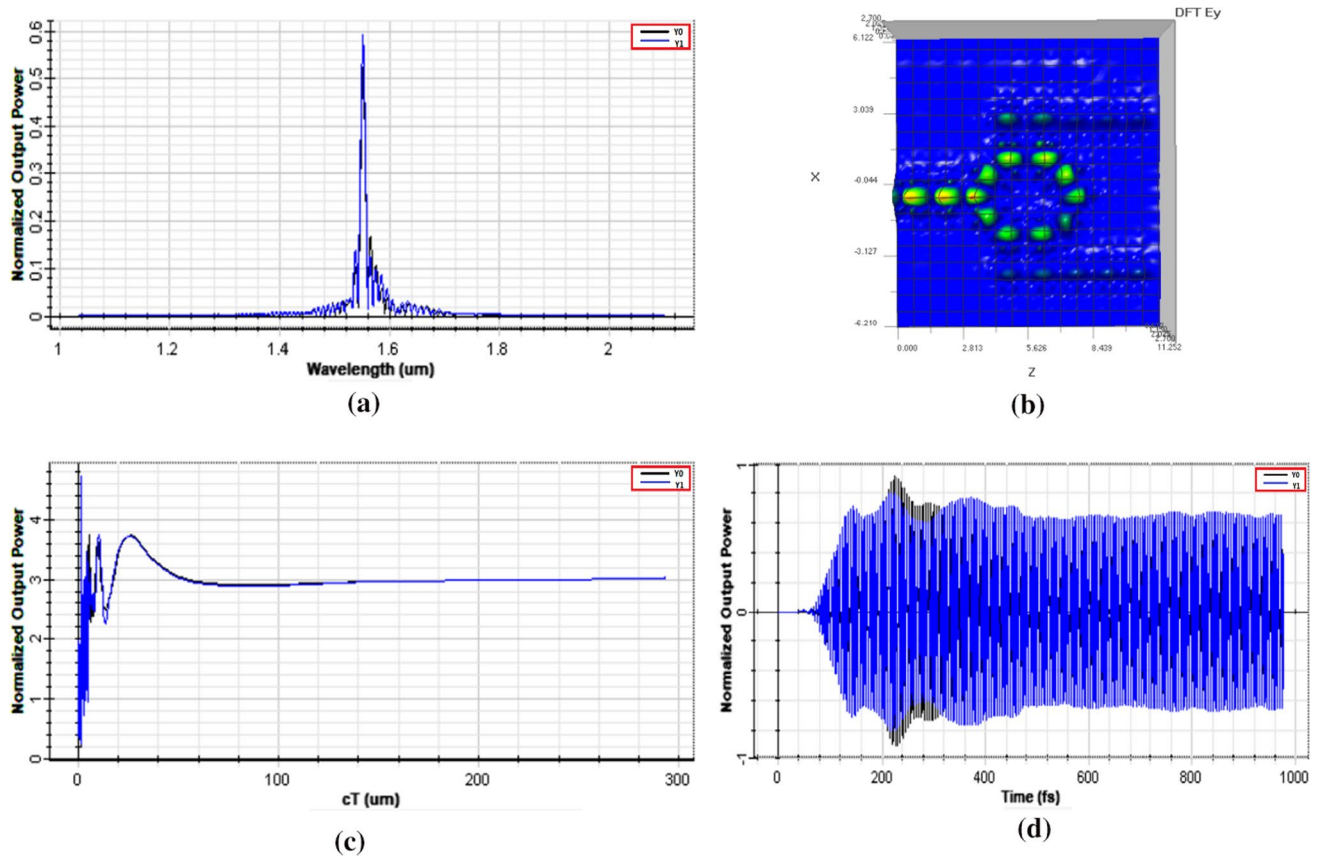 Normalized Output Power
0.6
0.5
0.4
0.3
0.2
0.1
0
1
1.2
1.4
1.6
1.8
2
Wavelength (um)
Y0
Y1
(a)
DFT Ey
2.700
6.122
3.039
-0.044
-3.127
-6.210
X
0.000
2.813
5.626
8.439
11.252
Z
(b)
Normalized Output Power
4
3
2
1
0
0
100
200
300
cT (um)
Y0
Y1
(c)
Normalized Output Power
1
0
-1
0
200
400
600
800
1000
Time (fs)
Y0
Y1
(d)